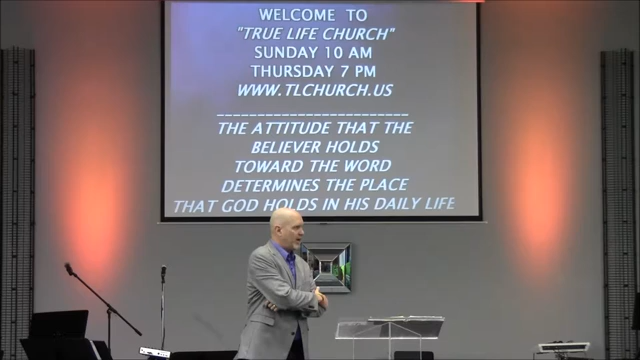 WELCOME TO
"TRUE LIFE CHURCH"
SUNDAY 10 AM
THURSDAY 7 PM
WWW.TLCHURCH.US
________________________
THE ATTITUDE THAT THE
BELIEVER HOLDS
TOWARD THE WORD
DETERMINES THE PLACE
THAT GOD HOLDS IN HIS DAILY LIFE